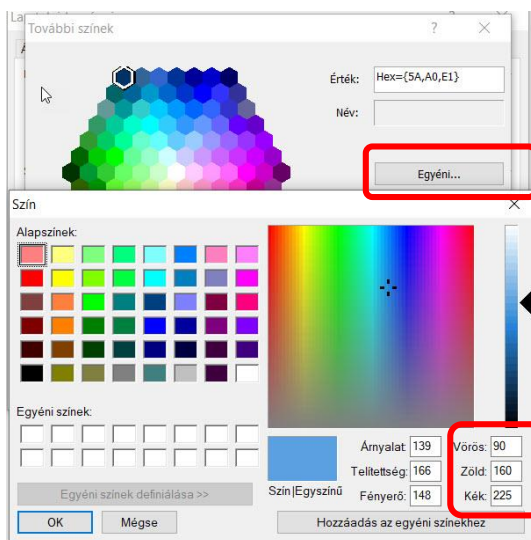 További színek
Érték:
Hex={5A,A0,E1}
Név:
Egyéni...
Szín
Alapszínek:
Egyéni színek:
Egyéni színek definiálása >>
OK
Mégse
Szín|Egyszínű
Árnyalat: 139
Telítettség: 166
Fényerő: 148
Vörös: 90
Zöld: 160
Kék: 225
Hozzáadás az egyéni színekhez